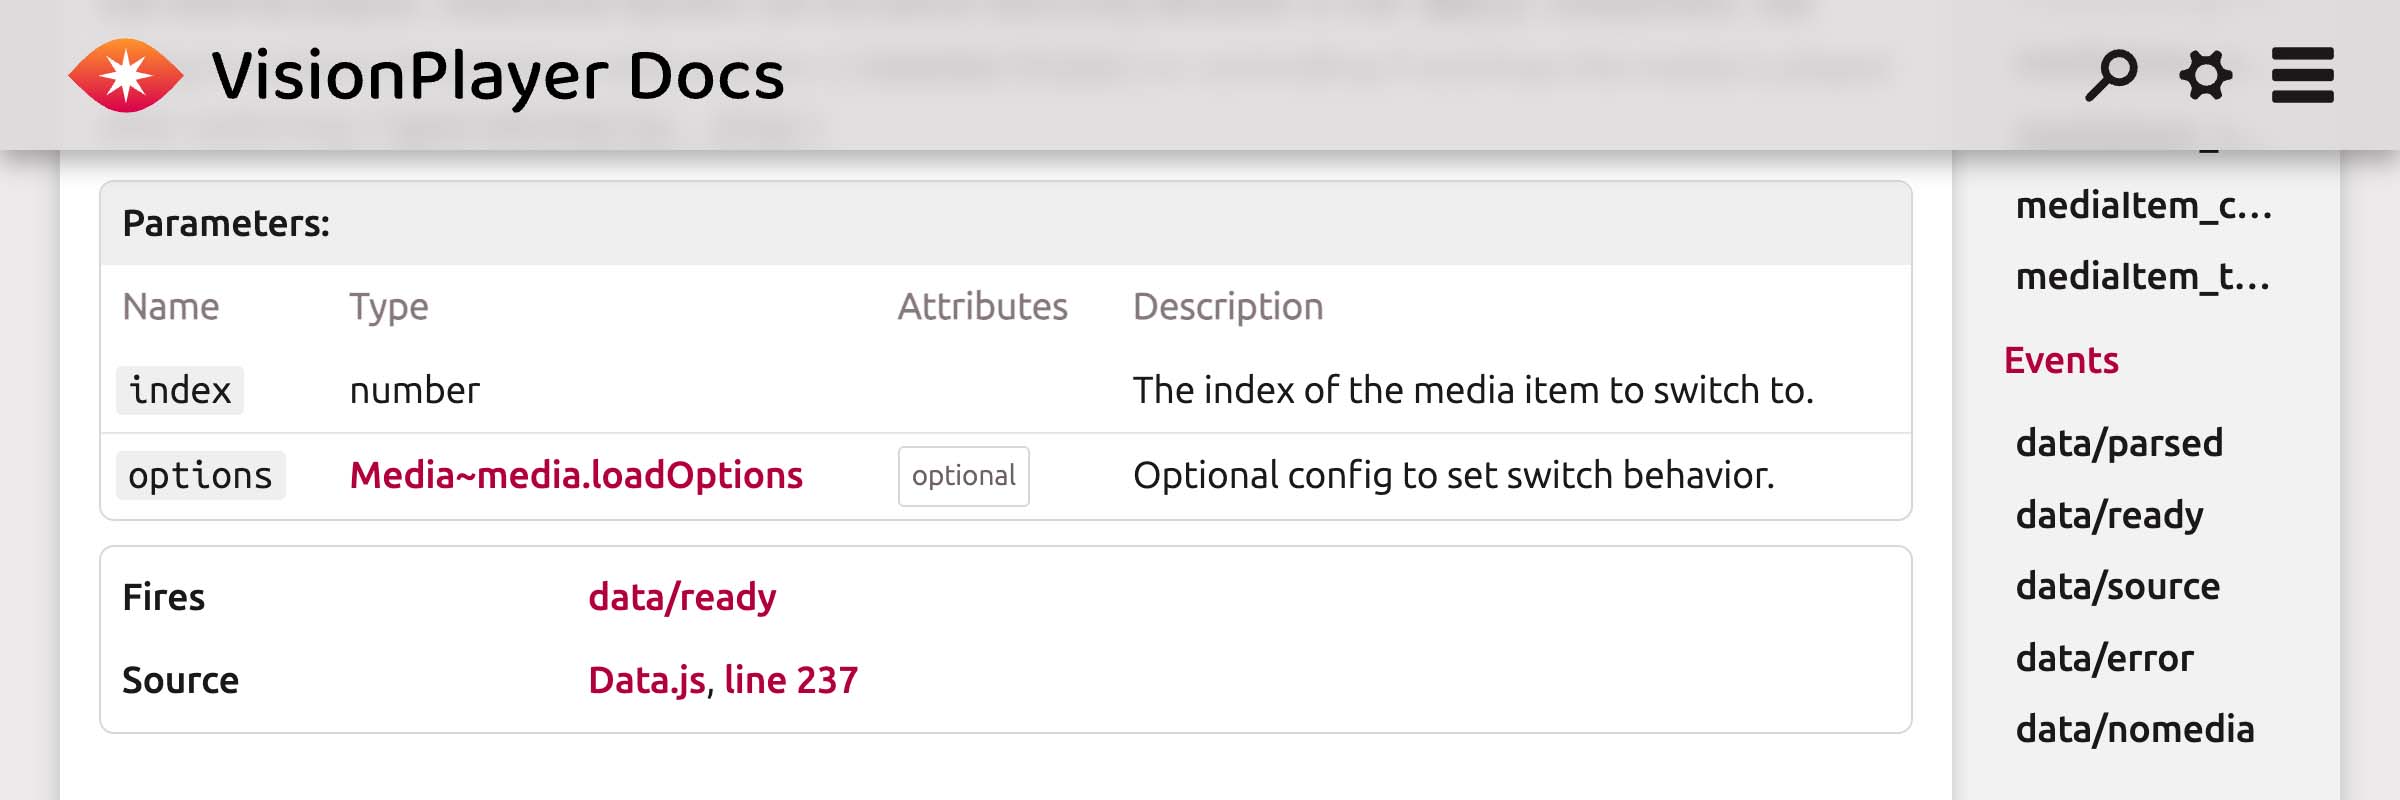 VisionPlayer Docs
Parameters:
Name Type Attributes Description
index number The index of the media item to switch to.
options Media~media.loadOptions optional Optional config to set switch behavior.
Fires data/ready
Source Data.js, line 237
mediaItem_c…
mediaItem_t…
Events
data/parsed
data/ready
data/source
data/error
data/nomedia